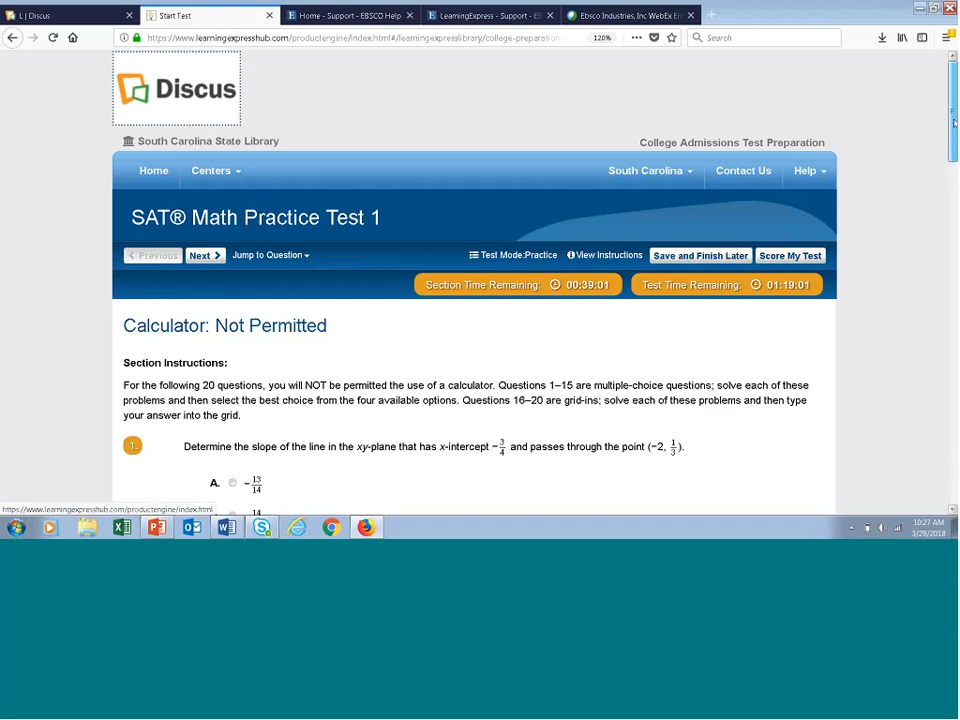 L | Discus
Start Test
Home - Support - EBSCO Help
LearningExpress - Support - EB
Ebsco Industries, Inc WebEx En
https://www.learningexpresshub.com/productengine/index.html#/learningexpresslibrary/college-preparation
120%
Search
Discus
South Carolina State Library
College Admissions Test Preparation
Home
Centers
South Carolina
Contact Us
Help
SAT® Math Practice Test 1
Previous
Next
Jump to Question
Test Mode:Practice
View Instructions
Save and Finish Later
Score My Test
Section Time Remaining: 00:39:01
Test Time Remaining: 01:19:01
Calculator: Not Permitted
Section Instructions:
For the following 20 questions, you will NOT be permitted the use of a calculator. Questions 1–15 are multiple-choice questions; solve each of these
problems and then select the best choice from the four available options. Questions 16–20 are grid-ins; solve each of these problems and then type
your answer into the grid.
1. Determine the slope of the line in the xy-plane that has x-intercept −3/4 and passes through the point (−2, 1/3).
A. −13/14
14
https://www.learningexpresshub.com/productengine/index.html
10:27 AM
3/29/2018